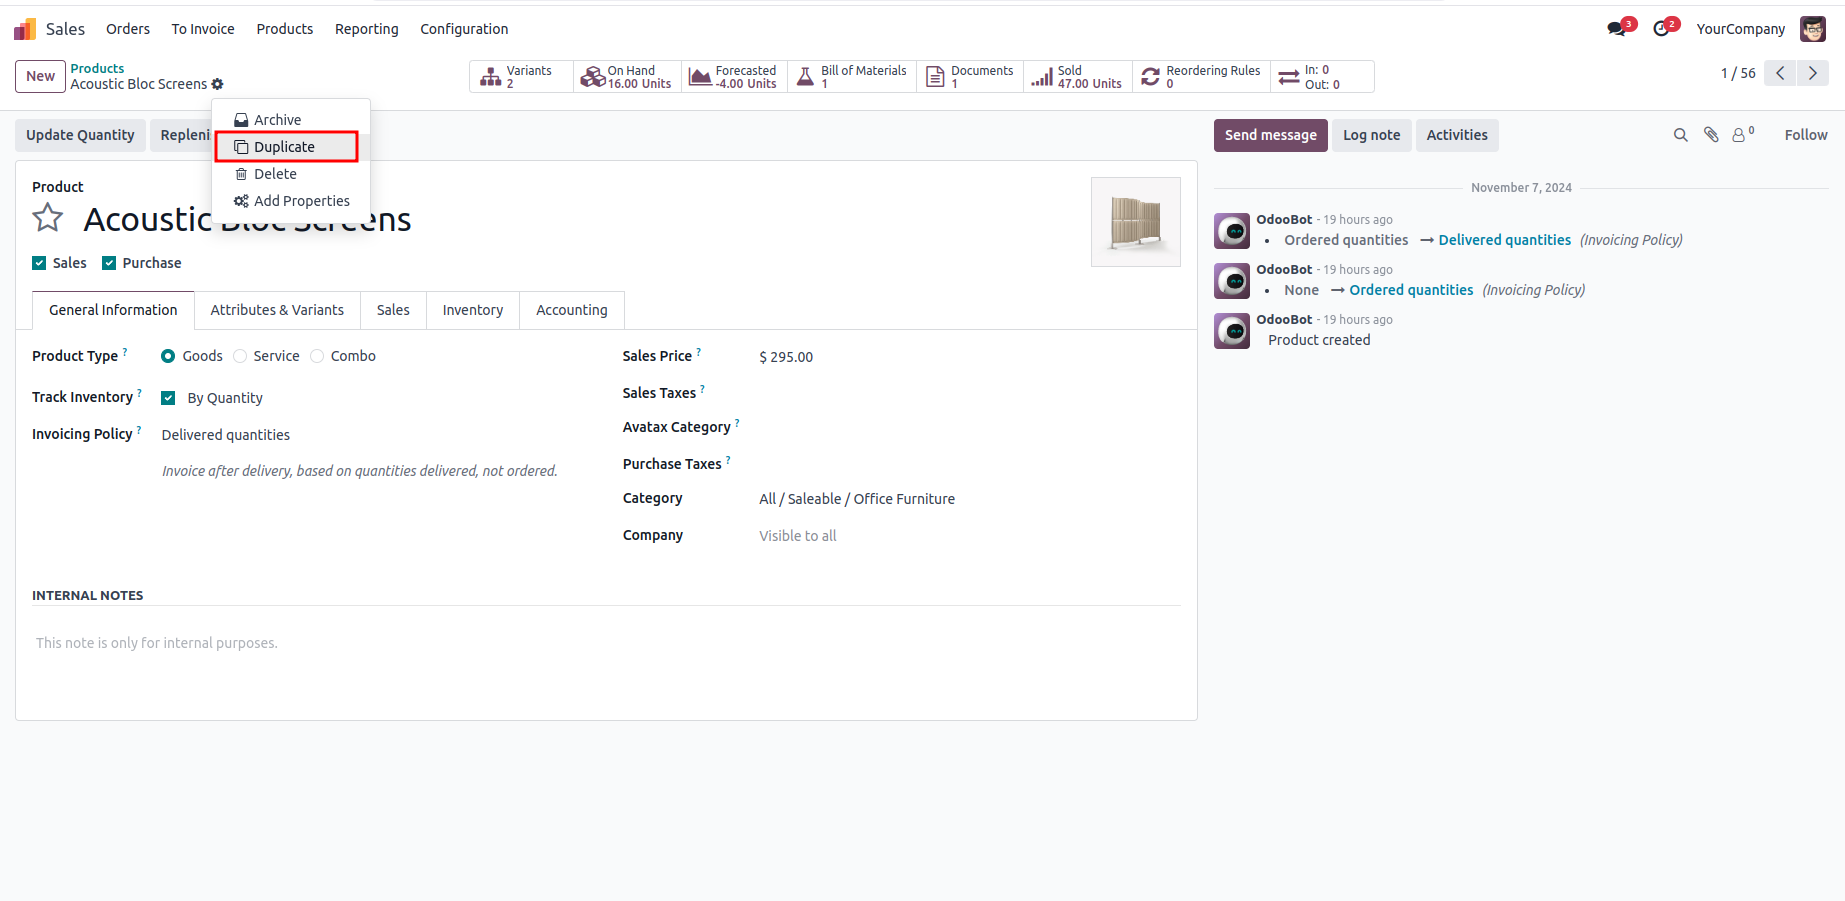 Sales Orders To Invoice Products Reporting Configuration 3 2 YourCompany
New Products
Acoustic Bloc Screens
Variants 2
On Hand 16.00 Units
Forecasted -4.00 Units
Bill of Materials 1
Documents 1
Sold 47.00 Units
Reordering Rules 0
In: 0
Out: 0
1 / 56
Update Quantity
Archive
Duplicate
Delete
Add Properties
Send message Log note Activities 0 Follow
Product
Acoustic Bloc Screens
Sales Purchase
General Information Attributes & Variants Sales Inventory Accounting
Product Type ? Goods Service Combo
Track Inventory ? By Quantity
Invoicing Policy ? Delivered quantities
Invoice after delivery, based on quantities delivered, not ordered.
Sales Price ? $ 295.00
Sales Taxes ?
Avatax Category ?
Purchase Taxes ?
Category All / Saleable / Office Furniture
Company Visible to all
INTERNAL NOTES
This note is only for internal purposes.
November 7, 2024
OdooBot - 19 hours ago
• Ordered quantities → Delivered quantities (Invoicing Policy)
OdooBot - 19 hours ago
• None → Ordered quantities (Invoicing Policy)
OdooBot - 19 hours ago
Product created